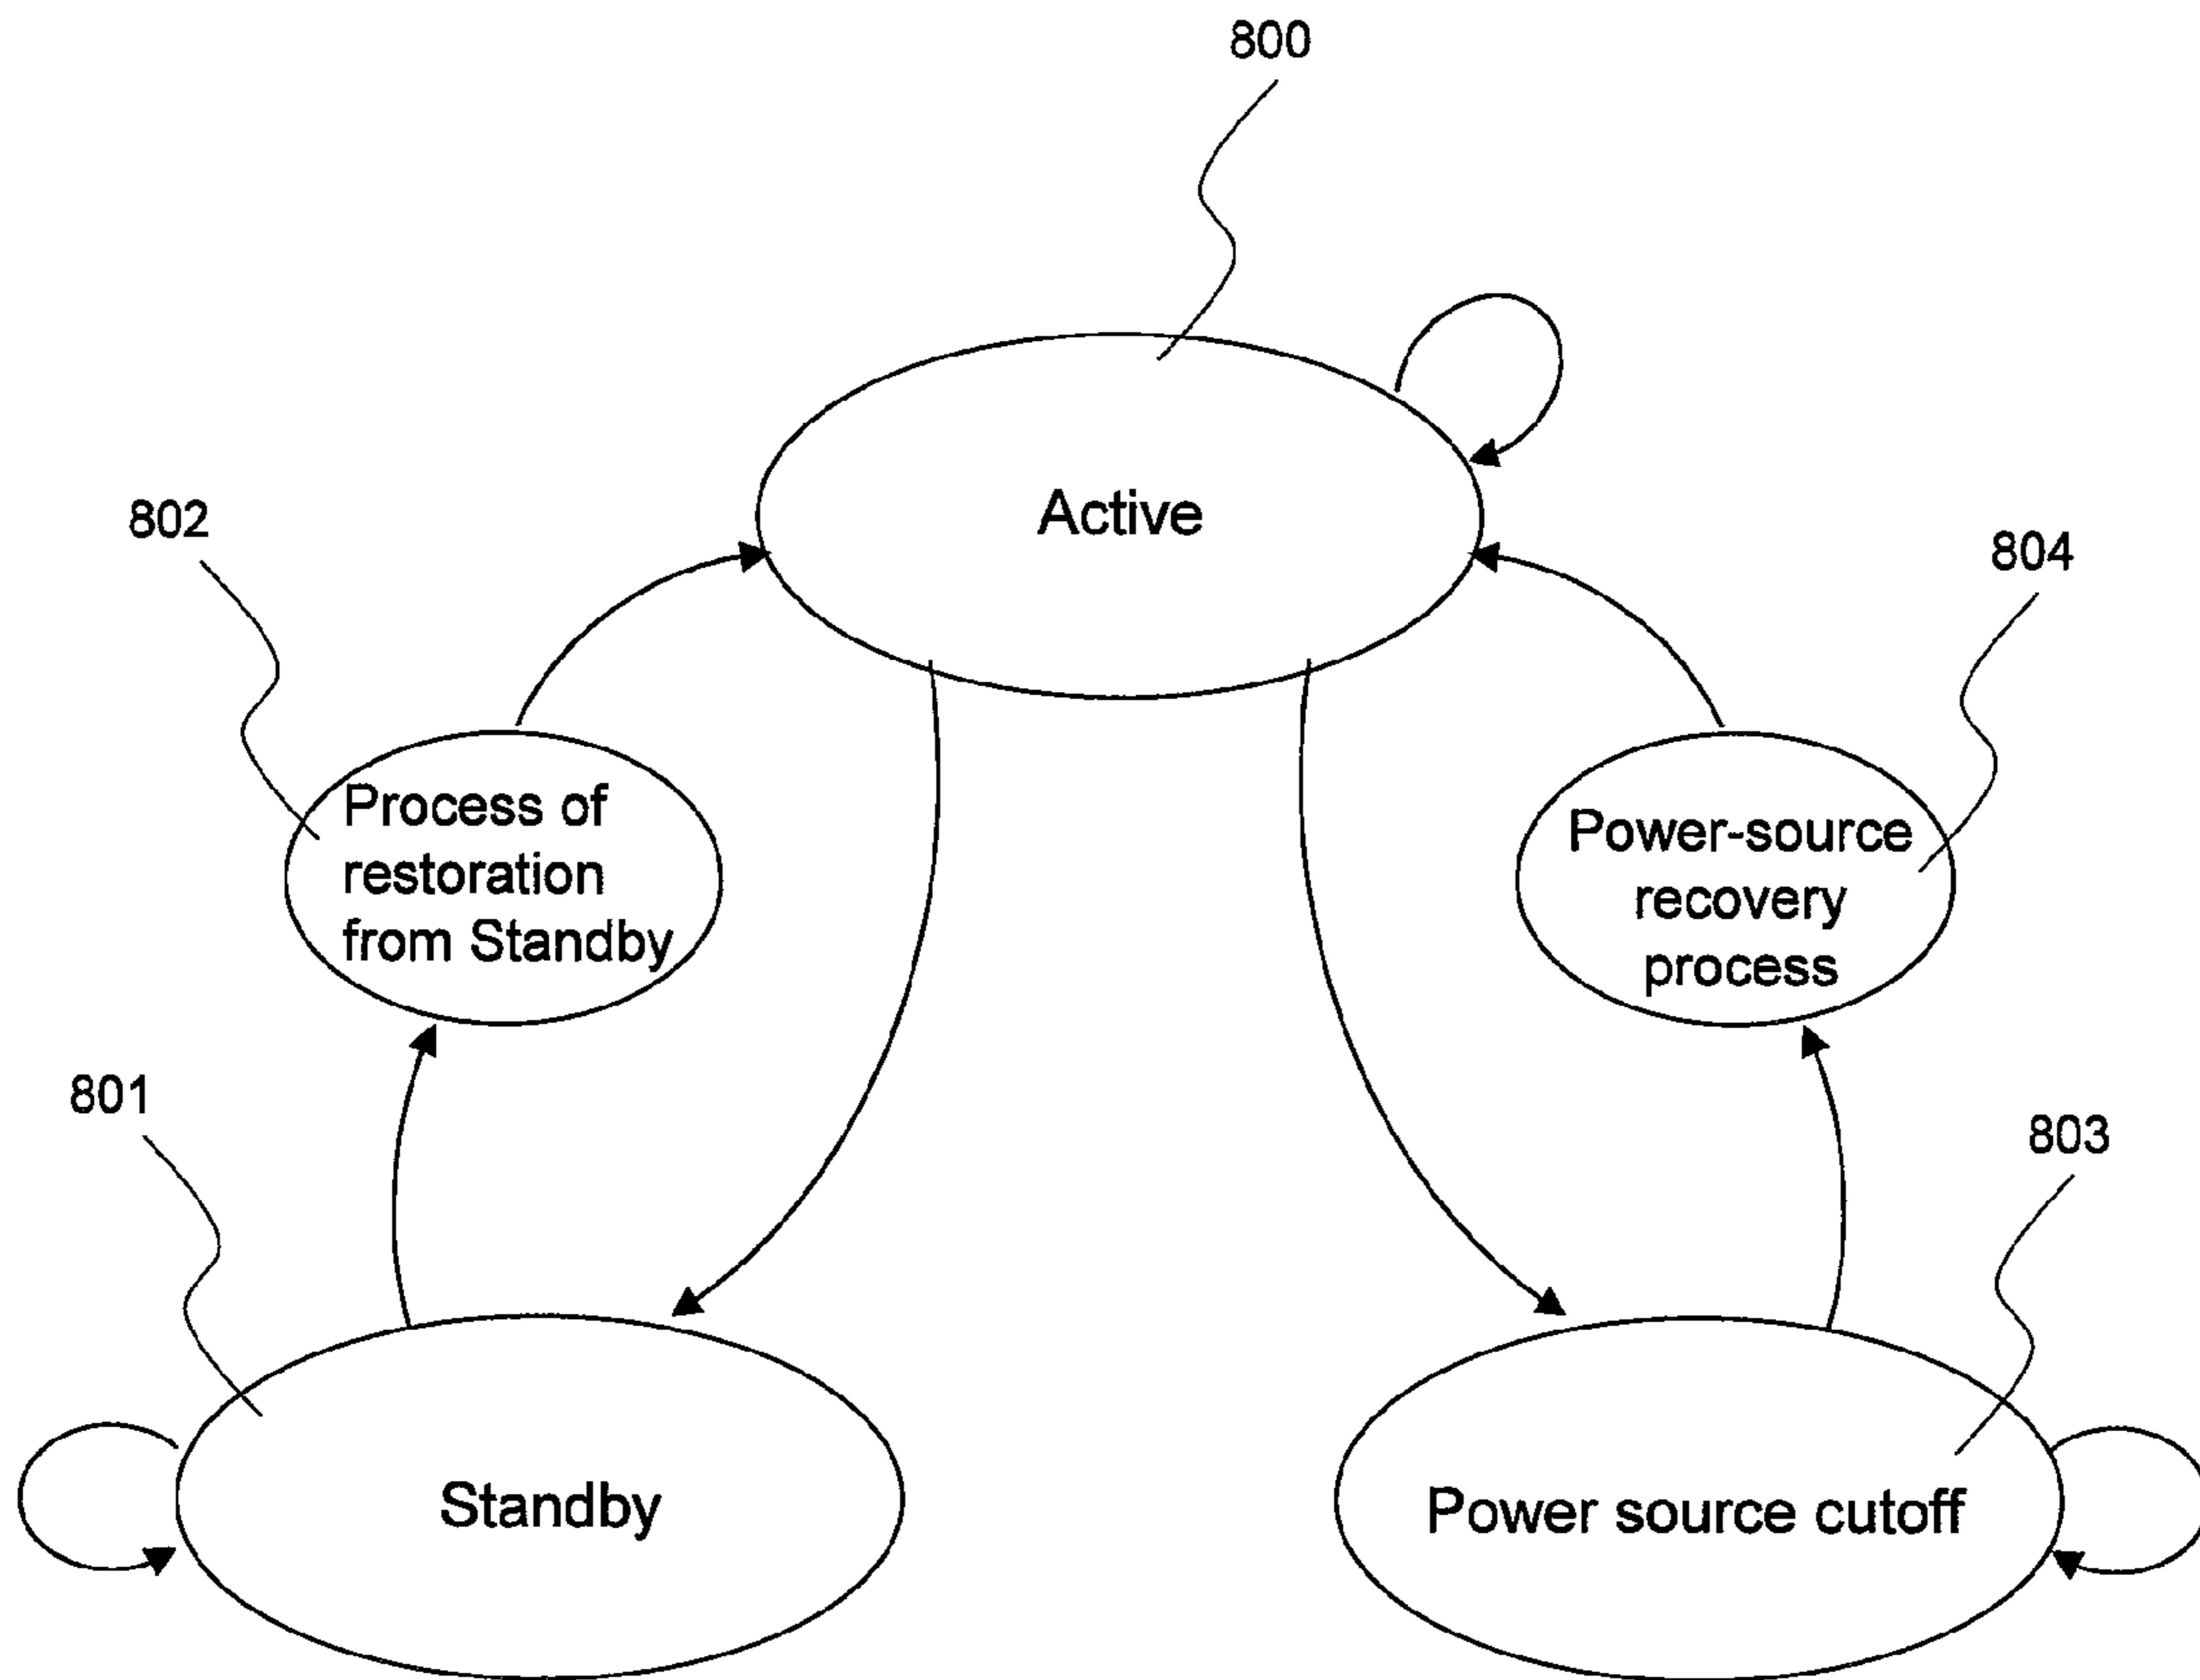 800
Active
802
804
Process of
restoration
from Standby
Power-source
recovery
process
801
803
Standby
Power source cutoff